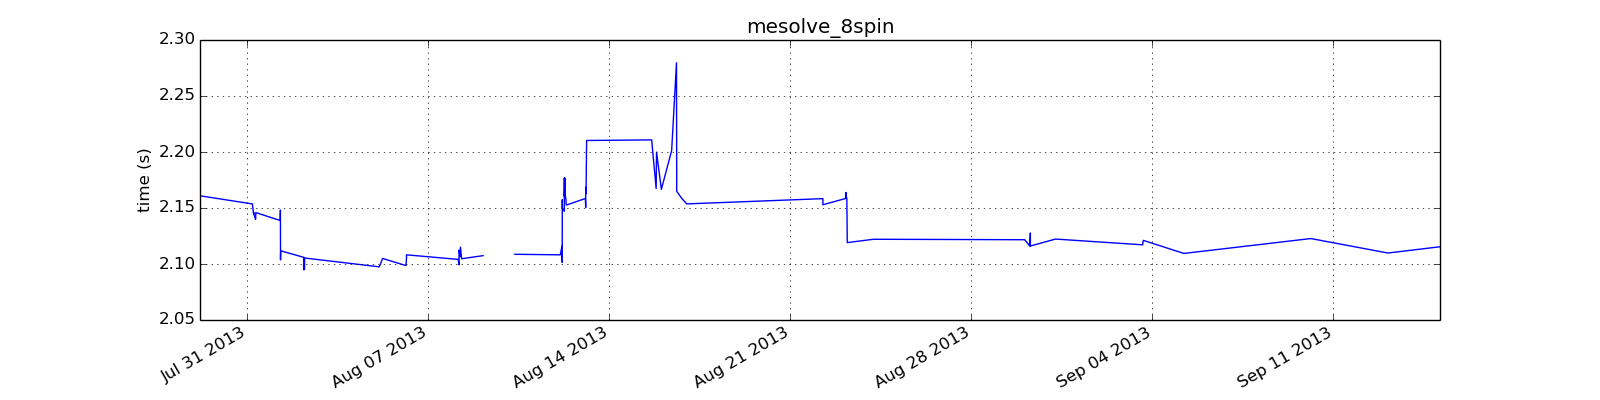 mesolve_8spin
2.30
2.25
2.20
2.15
2.10
2.05
time (s)
Jul 31 2013
Aug 07 2013
Aug 14 2013
Aug 21 2013
Aug 28 2013
Sep 04 2013
Sep 11 2013